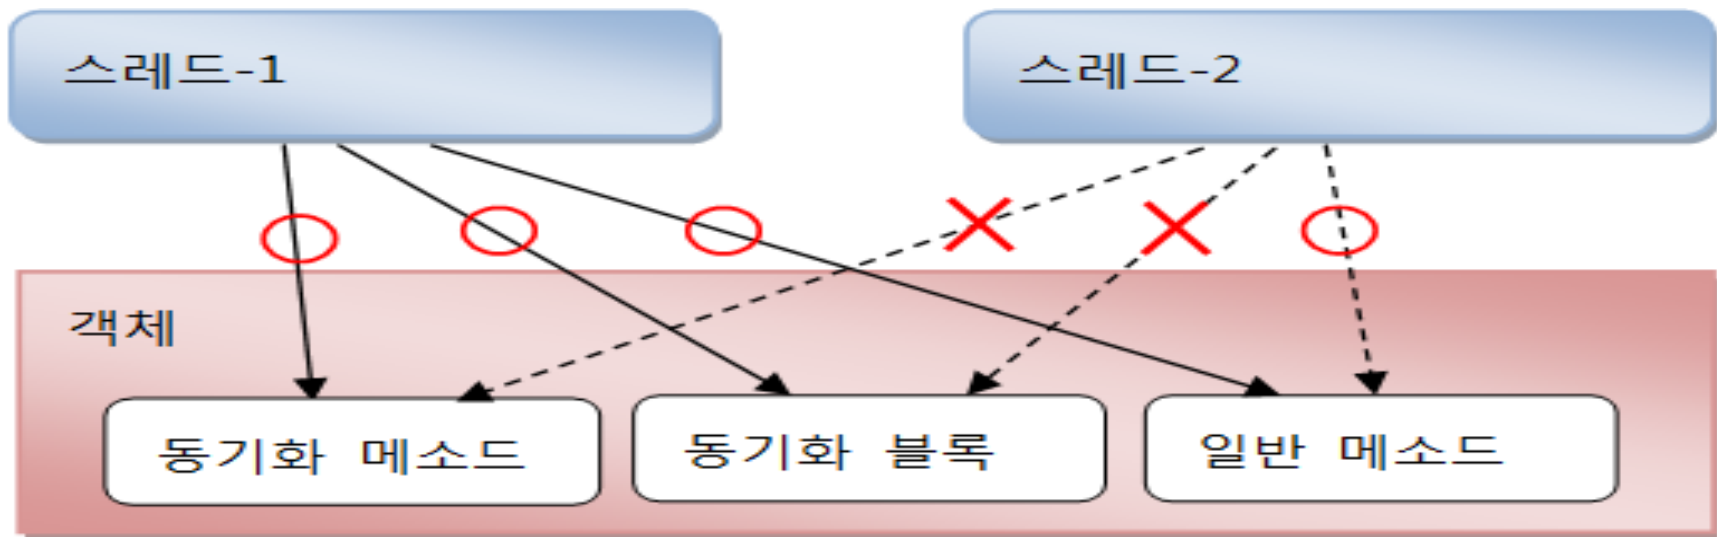 스레드-1
스레드-2
객체
동기화 메소드
동기화 블록
일반 메소드